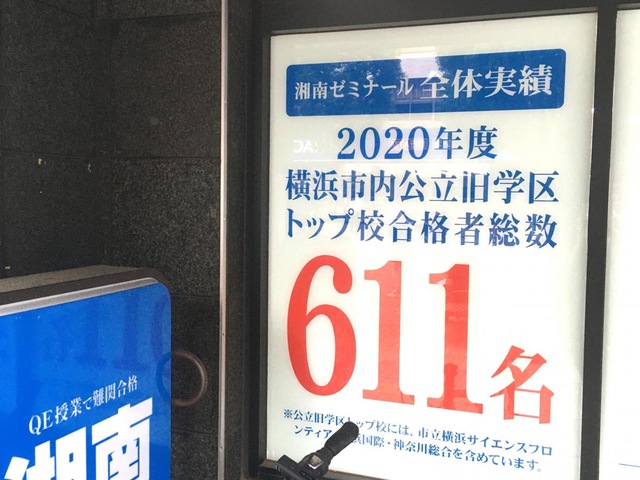 湘南ゼミナール 全体実績
2020年度
横浜市内公立旧学区
トップ校合格者総数
611名
※公立旧学区トップ校には、市立横浜サイエンスフロ
ンティア 浜国際・神奈川総合を含めています。
QE授業で難関合格
湘南